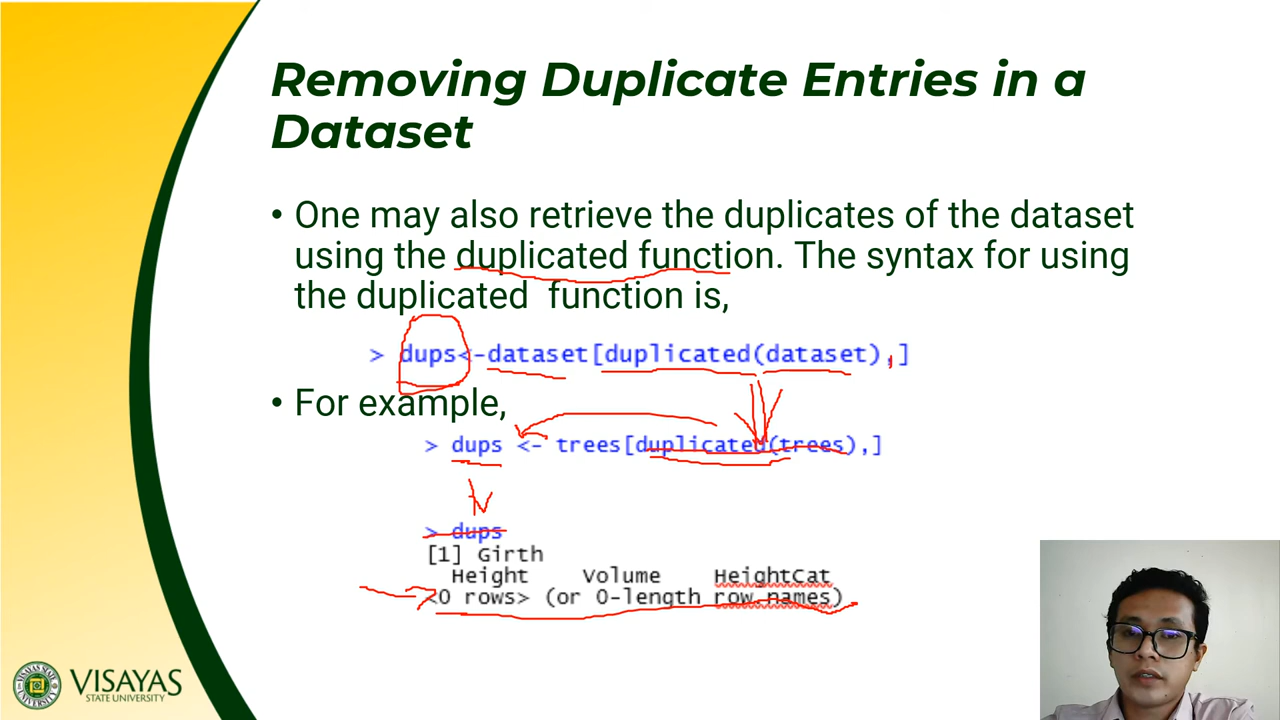 Removing Duplicate Entries in a
Dataset
• One may also retrieve the duplicates of the dataset
using the duplicated function. The syntax for using
the duplicated function is,
> dups<-dataset[duplicated(dataset),]
• For example,
> dups <- trees[duplicated(trees),]
> dups
[1] Girth
Height Volume HeightCat
<0 rows> (or 0-length row names)
VISAYAS
STATE UNIVERSITY